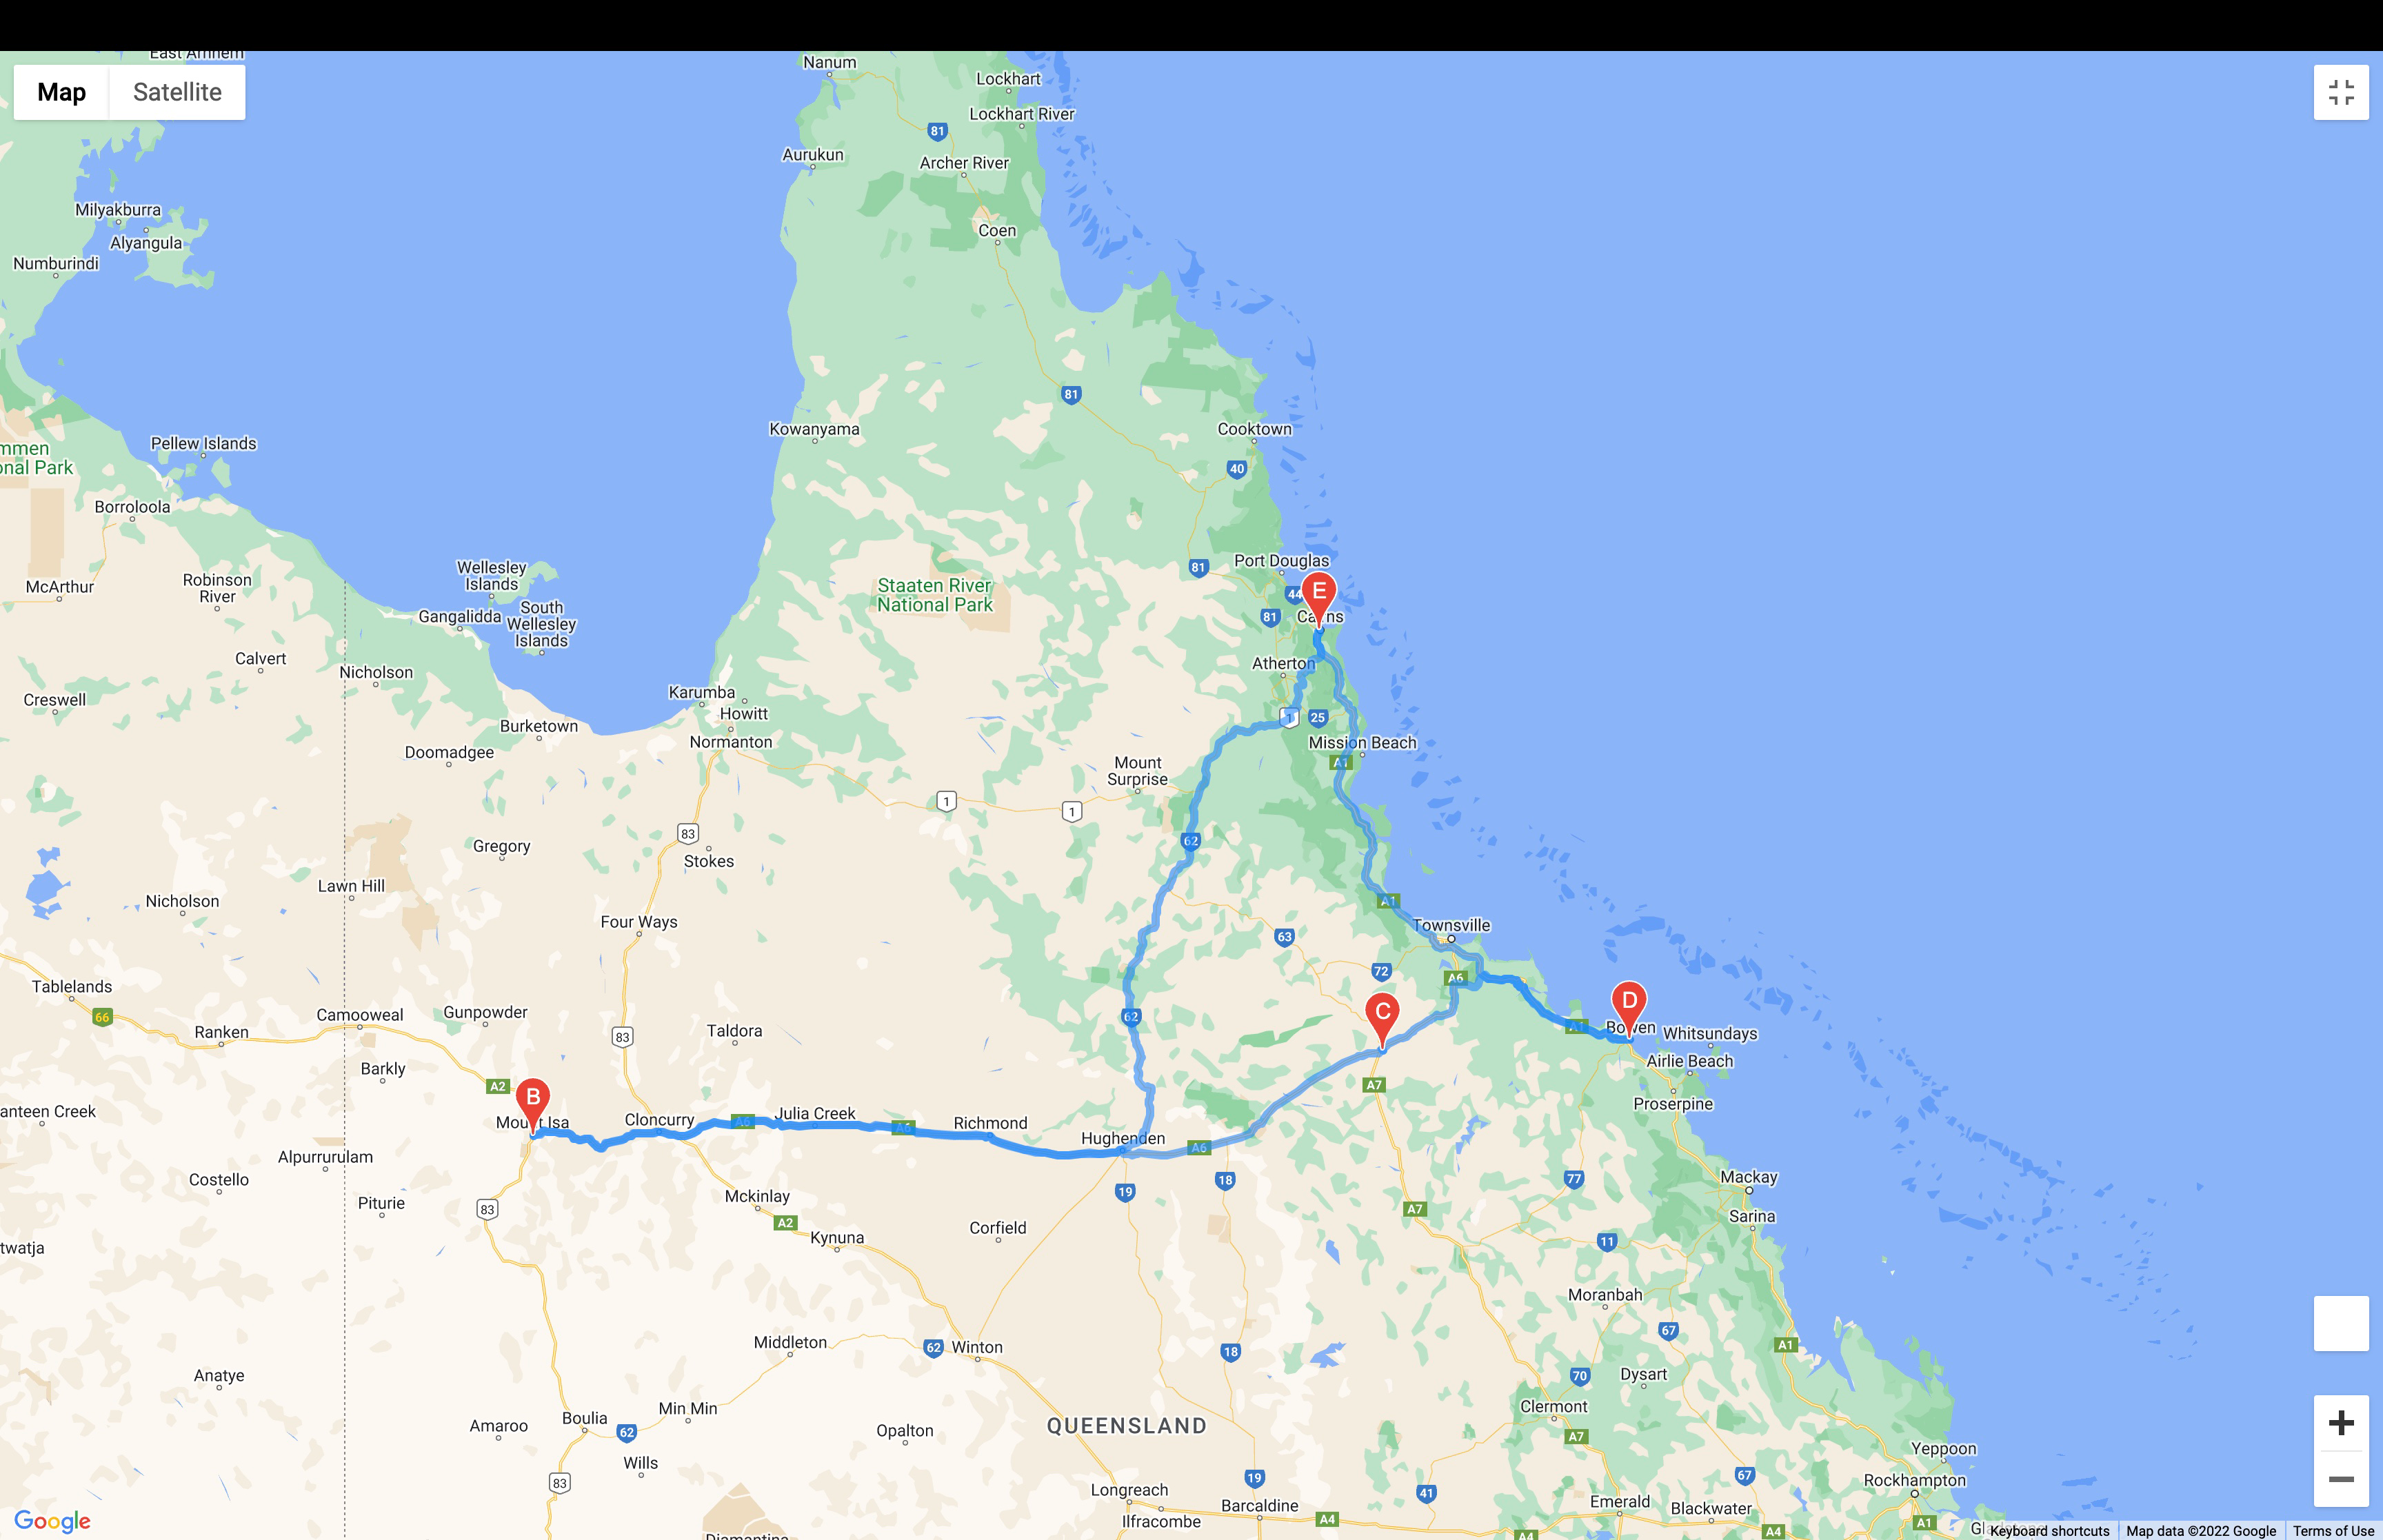 East Arnhem
Map
Satellite
Nanum
Lockhart
Lockhart River
81
Archer River
Aurukun
Milyakburra
Alyangula
Coen
Numburindi
81
Kowanyama
Cooktown
mmen
onal Park
Pellew Islands
40
Borroloola
Port Douglas
81
Wellesley
Islands
McArthur
Robinson
River
Staaten River
National Park
44
E
81
Cairns
Gangalidda
South
Wellesley
Islands
Calvert
Nicholson
Atherton
Creswell
Karumba
Howitt
1
25
Burketown
Normanton
Mission Beach
Doomadgee
A1
Mount
Surprise
1
1
83
62
Gregory
Stokes
Lawn Hill
Nicholson
A1
Four Ways
Townsville
63
72
A6
Tablelands
66
Camooweal
Gunpowder
62
C
D
Ranken
83
Taldora
A1
Bowen
Whitsundays
Barkly
Airlie Beach
A2
B
A7
Proserpine
anteen Creek
Mount Isa
Cloncurry
A6
Julia Creek
A6
Richmond
Hughenden
A6
Alpurrurulam
Costello
19
18
77
Mackay
Piturie
83
Mckinlay
A2
A7
Sarina
twatja
Kynuna
Corfield
11
Moranbah
Middleton
62
Winton
18
67
A1
Anatye
70
Dysart
Amaroo
Boulia
62
Min Min
Opalton
QUEENSLAND
Clermont
A7
Wills
Yeppoon
83
19
67
Rockhampton
Longreach
Barcaldine
41
Emerald
Blackwater
Ilfracombe
A4
A4
A4
A1
Diamantina
Google
Keyboard shortcuts
Map data ©2022 Google
Terms of Use